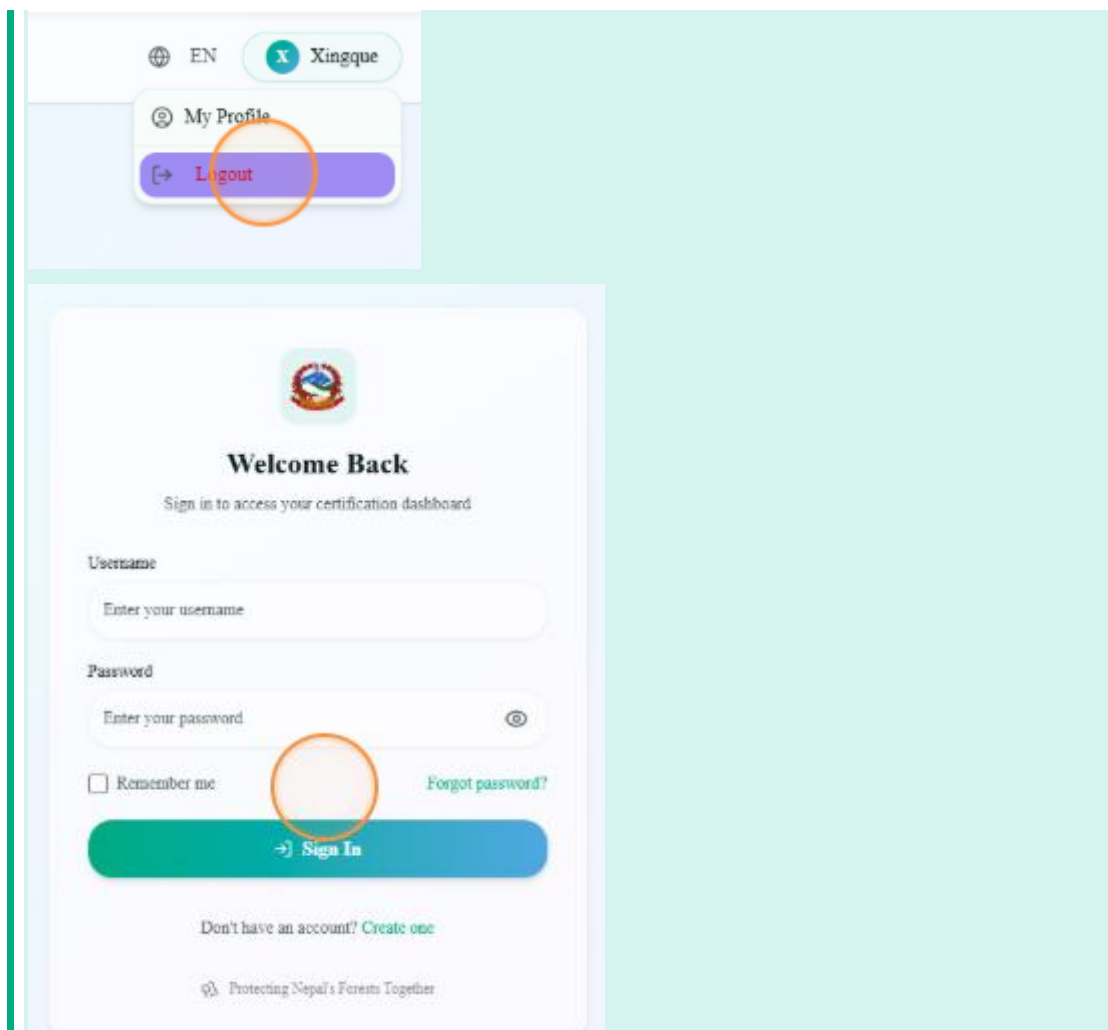 EN X Xingque
My Profile
Logout
Welcome Back
Sign in to access your certification dashboard
Username
Enter your username
Password
Enter your password
Remember me Forgot password?
Sign In
Don't have an account? Create one
Protecting Nepal's Forests Together